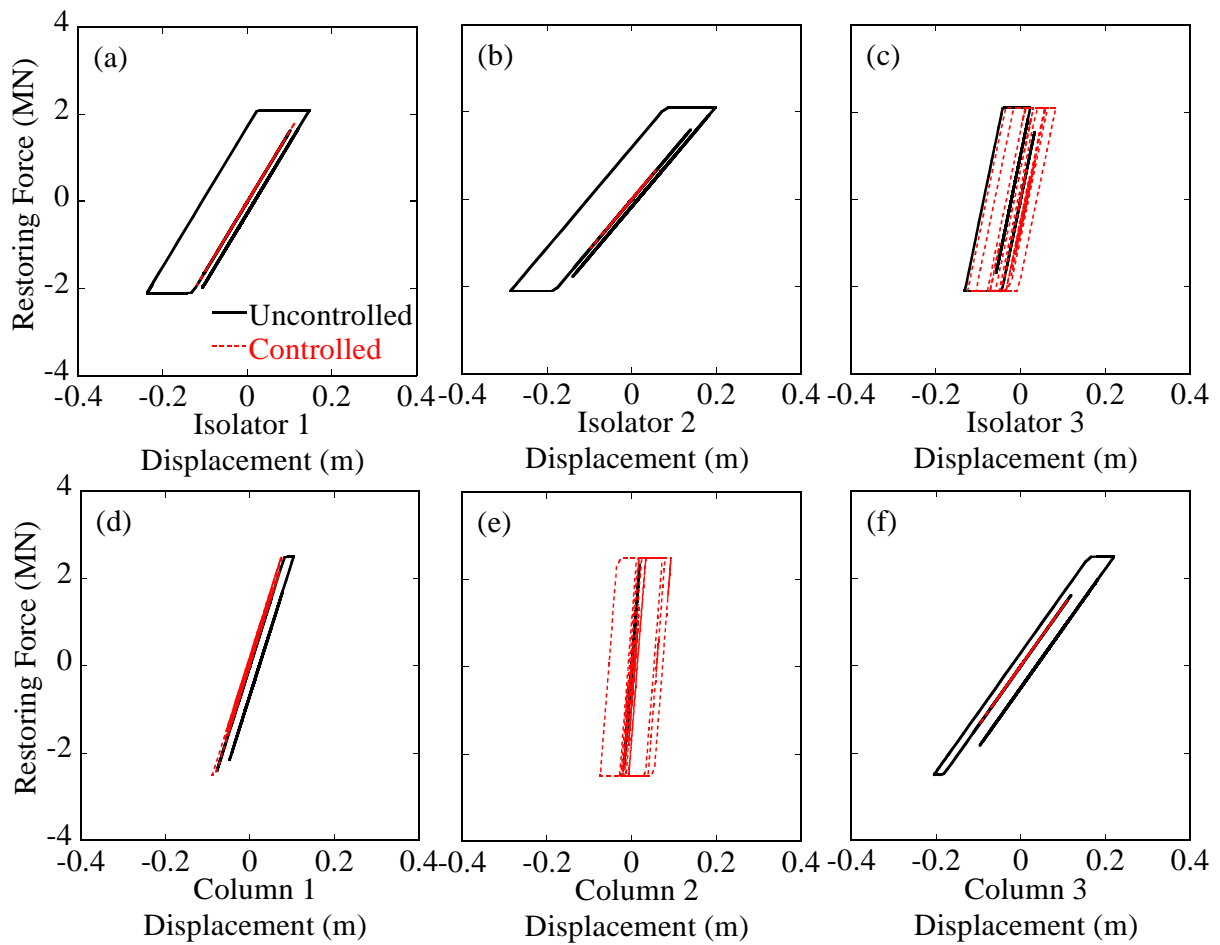 4
(a)
(b)
(c)
2
0
-2
-4
Restoring Force (MN)
Uncontrolled
Controlled
-0.4 -0.2 0 0.2 0.4
-0.4 -0.2 0 0.2 0.4
-0.4 -0.2 0 0.2 0.4
Isolator 1
Displacement (m)
Isolator 2
Displacement (m)
Isolator 3
Displacement (m)
4
(d)
(e)
(f)
2
0
-2
-4
Restoring Force (MN)
-0.4 -0.2 0 0.2 0.4
-0.4 -0.2 0 0.2 0.4
-0.4 -0.2 0 0.2 0.4
Column 1
Displacement (m)
Column 2
Displacement (m)
Column 3
Displacement (m)